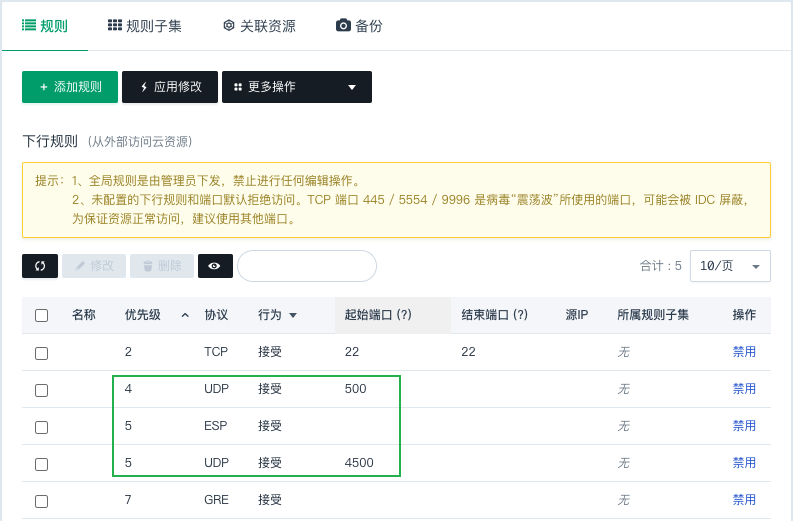 规则 规则子集 关联资源 备份
+ 添加规则 应用修改 更多操作
下行规则 (从外部访问云资源)
提示: 1、全局规则是由管理员下发，禁止进行任何编辑操作。
2、未配置的下行规则和端口默认拒绝访问。TCP 端口 445 / 5554 / 9996 是病毒“震荡波”所使用的端口，可能会被 IDC 屏蔽，
为保证资源正常访问，建议使用其他端口。
修改 删除 合计 : 5 10/页
名称 优先级 协议 行为 起始端口 (?) 结束端口 (?) 源IP 所属规则子集 操作
2 TCP 接受 22 22 无 禁用
4 UDP 接受 500 无 禁用
5 ESP 接受 无 禁用
5 UDP 接受 4500 无 禁用
7 GRE 接受 无 禁用